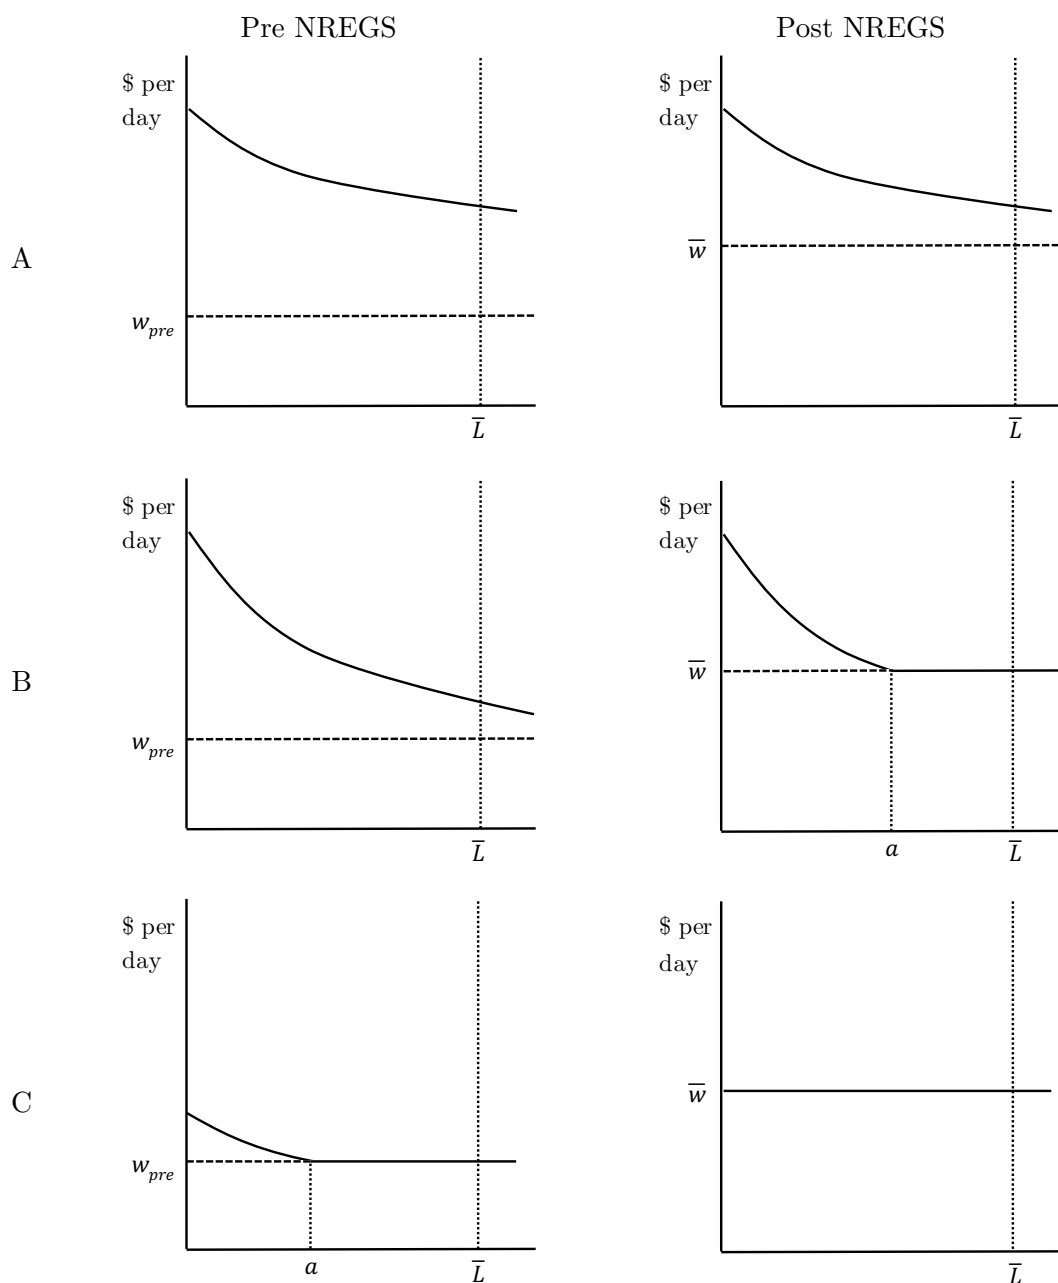 Pre NREGS Post NREGS
$ per
day
$ per
day
A
w̅
w_pre
L̅
L̅
$ per
day
$ per
day
B
w̅
w_pre
L̅
a
L̅
$ per
day
$ per
day
C
w̅
w_pre
a
L̅
L̅